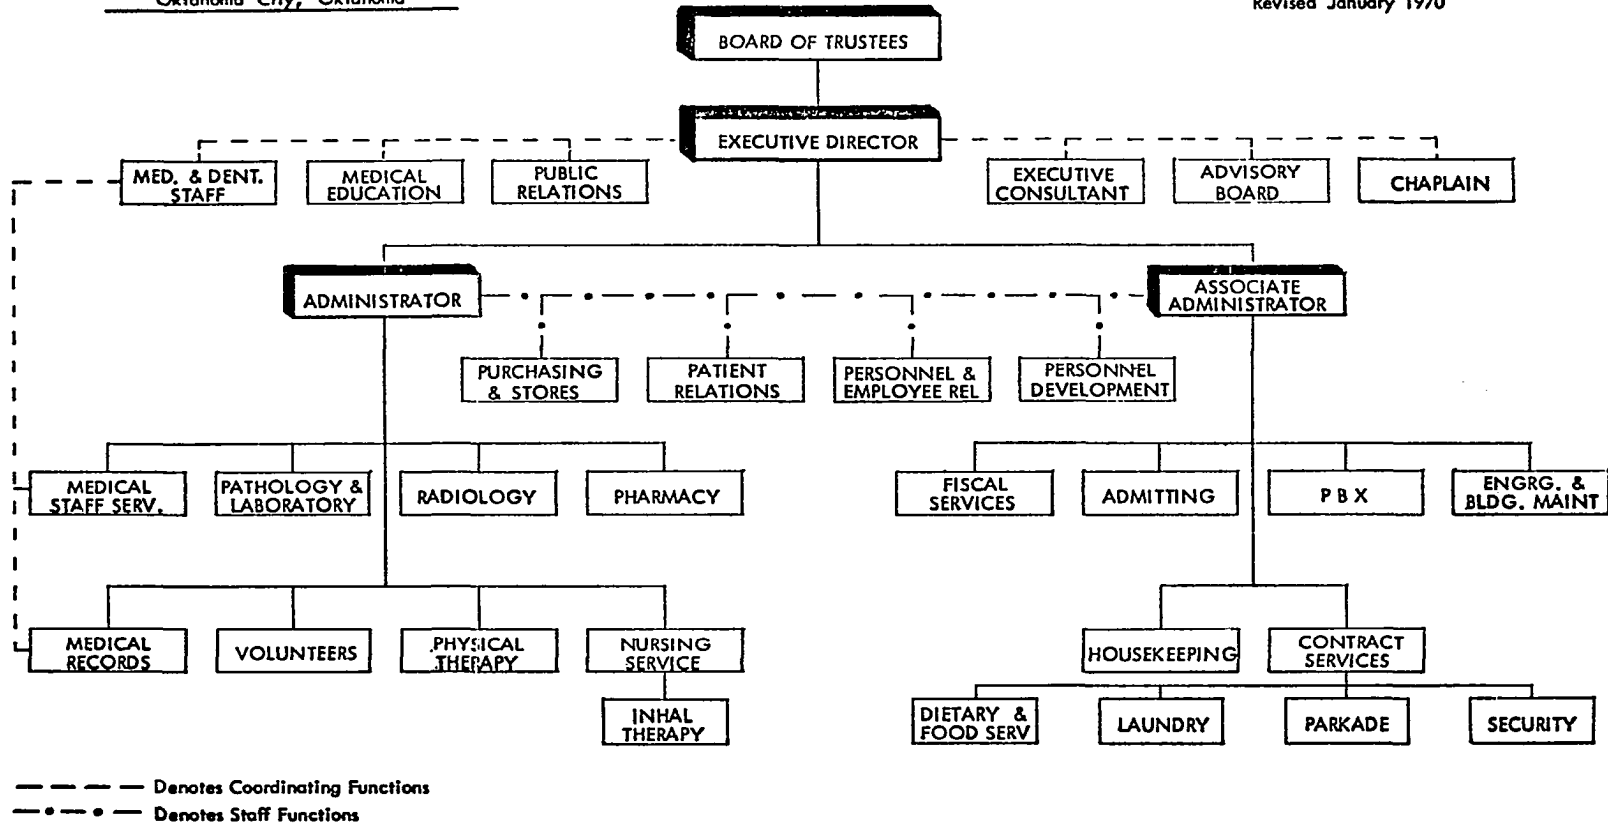 Oklahoma City, Oklahoma
Revised January 1970
BOARD OF TRUSTEES
EXECUTIVE DIRECTOR
MED. & DENT.
STAFF
MEDICAL
EDUCATION
PUBLIC
RELATIONS
EXECUTIVE
CONSULTANT
ADVISORY
BOARD
CHAPLAIN
ADMINISTRATOR
ASSOCIATE
ADMINISTRATOR
PURCHASING
& STORES
PATIENT
RELATIONS
PERSONNEL &
EMPLOYEE REL
PERSONNEL
DEVELOPMENT
MEDICAL
STAFF SERV.
PATHOLOGY &
LABORATORY
RADIOLOGY
PHARMACY
FISCAL
SERVICES
ADMITTING
P B X
ENGRG. &
BLDG. MAINT
MEDICAL
RECORDS
VOLUNTEERS
PHYSICAL
THERAPY
NURSING
SERVICE
HOUSEKEEPING
CONTRACT
SERVICES
INHAL
THERAPY
DIETARY &
FOOD SERV
LAUNDRY
PARKADE
SECURITY
Denotes Coordinating Functions
Denotes Staff Functions